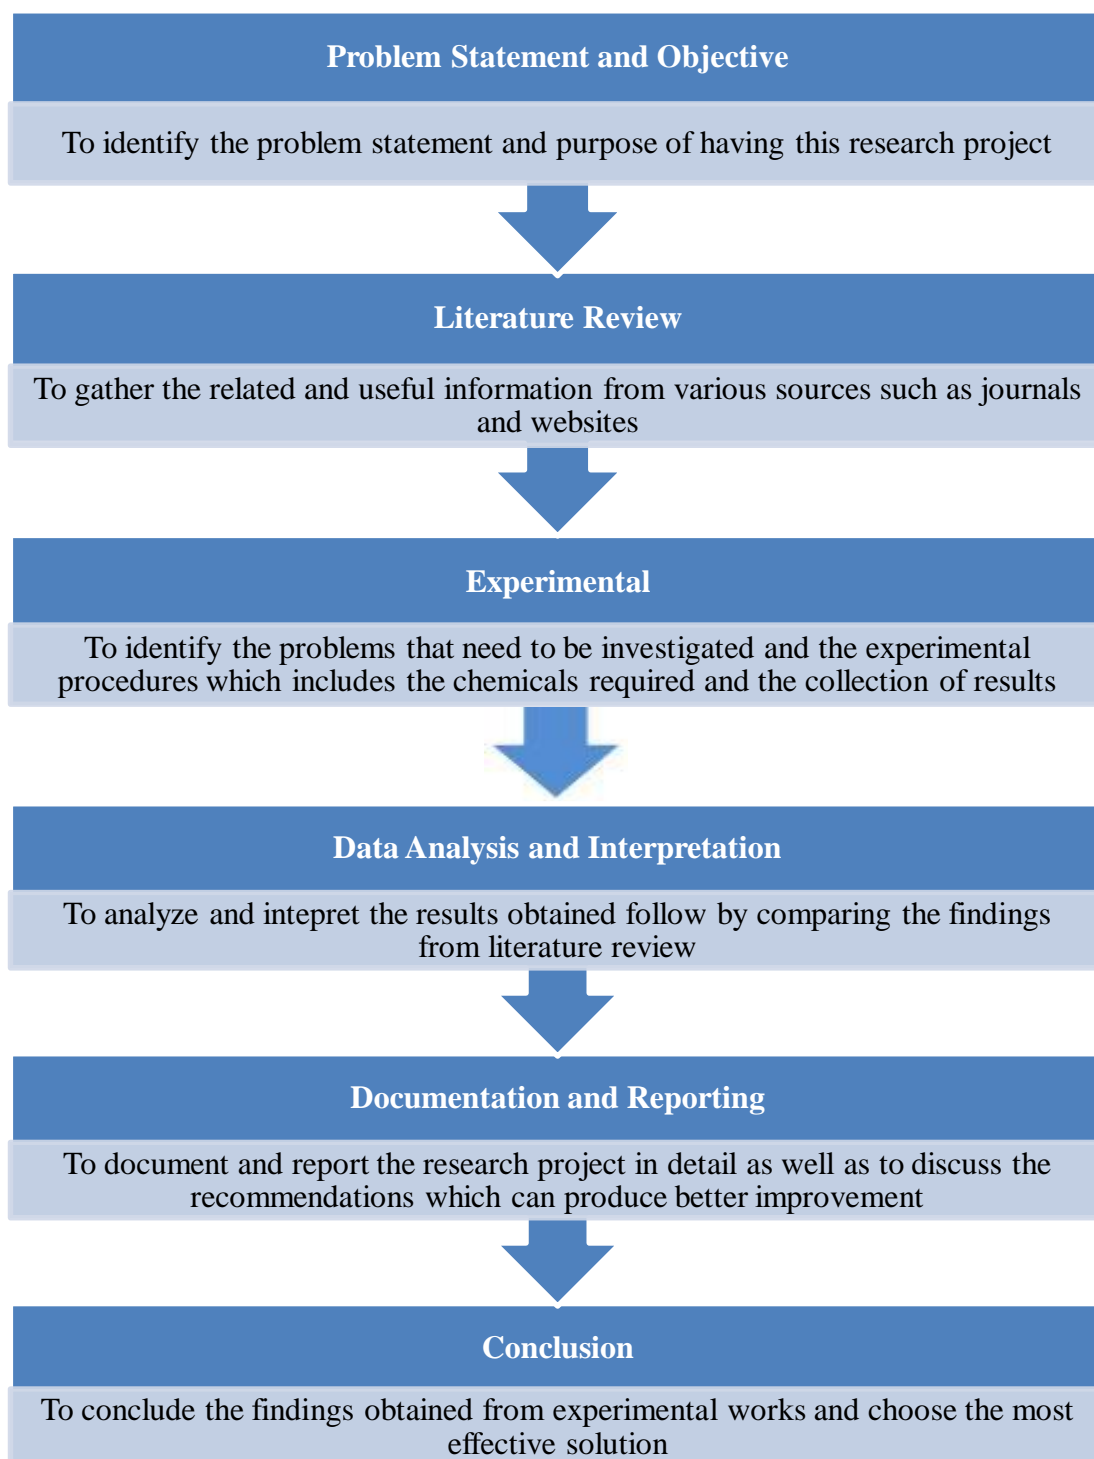 Problem Statement and Objective
To identify the problem statement and purpose of having this research project
Literature Review
To gather the related and useful information from various sources such as journals
and websites
Experimental
To identify the problems that need to be investigated and the experimental
procedures which includes the chemicals required and the collection of results
Data Analysis and Interpretation
To analyze and intepret the results obtained follow by comparing the findings
from literature review
Documentation and Reporting
To document and report the research project in detail as well as to discuss the
recommendations which can produce better improvement
Conclusion
To conclude the findings obtained from experimental works and choose the most
effective solution